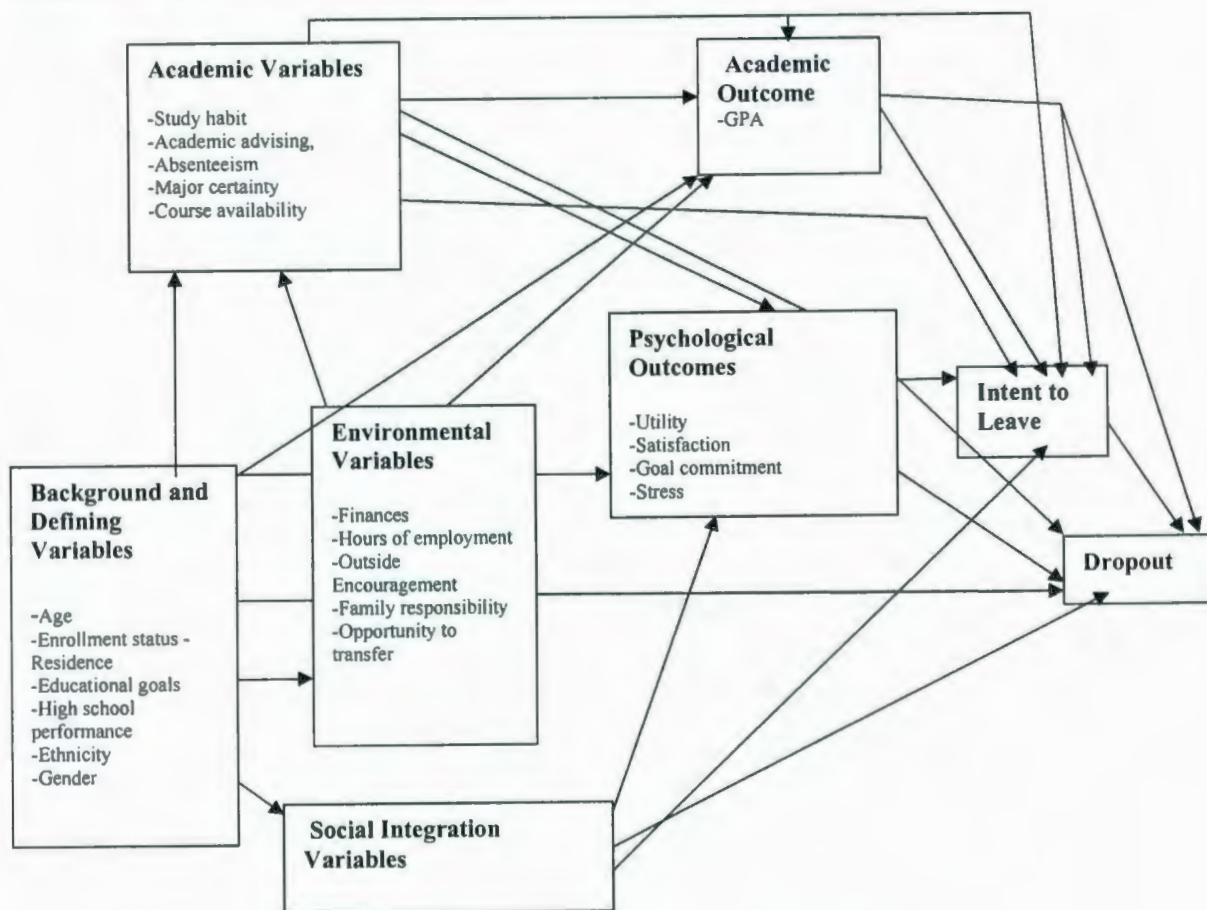 Academic Variables
-Study habit
-Academic advising,
-Absenteeism
-Major certainty
-Course availability
Academic
Outcome
-GPA
Psychological
Outcomes
-Utility
-Satisfaction
-Goal commitment
-Stress
Intent to
Leave
Environmental
Variables
-Finances
-Hours of employment
-Outside
Encouragement
-Family responsibility
-Opportunity to
transfer
Background and
Defining
Variables
-Age
-Enrollment status -
Residence
-Educational goals
-High school
performance
-Ethnicity
-Gender
Dropout
Social Integration
Variables